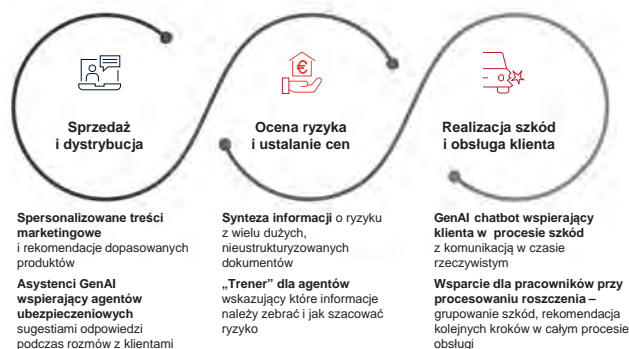 Sprzedaż
i dystrybucja
Ocena ryzyka
i ustalanie cen
Realizacja szkód
i obsługa klienta
Spersonalizowane treści
marketingowe
i rekomendacje dopasowanych
produktów
Asystenci GenAI
wspierający agentów
ubezpieczeniowych
sugestiami odpowiedzi
podczas rozmów z klientami
Synteza informacji o ryzyku
z wielu dużych,
nieustrukturyzowanych
dokumentów
„Trener” dla agentów
wskazujący które informacje
należy zebrać i jak szacować
ryzyko
GenAI chatbot wspierający
klienta w procesie szkód
z komunikacją w czasie
rzeczywistym
Wsparcie dla pracowników przy
procesowaniu roszczenia –
grupowanie szkód, rekomendacja
kolejnych kroków w całym procesie
obsługi